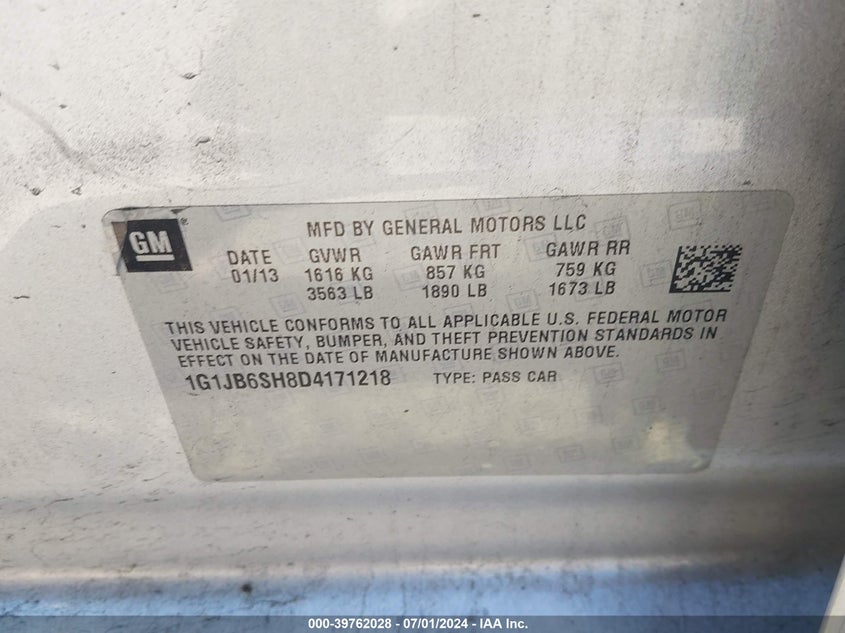 GM ®
MFD BY GENERAL MOTORS LLC
DATE GVWR GAWR FRT GAWR RR
01/13 1616 KG 857 KG 759 KG
3563 LB 1890 LB 1673 LB
THIS VEHICLE CONFORMS TO ALL APPLICABLE U.S. FEDERAL MOTOR
VEHICLE SAFETY, BUMPER, AND THEFT PREVENTION STANDARDS IN
EFFECT ON THE DATE OF MANUFACTURE SHOWN ABOVE.
1G1JB6SH8D4171218 TYPE: PASS CAR
000-39762028 - 07/01/2024 - IAA Inc.